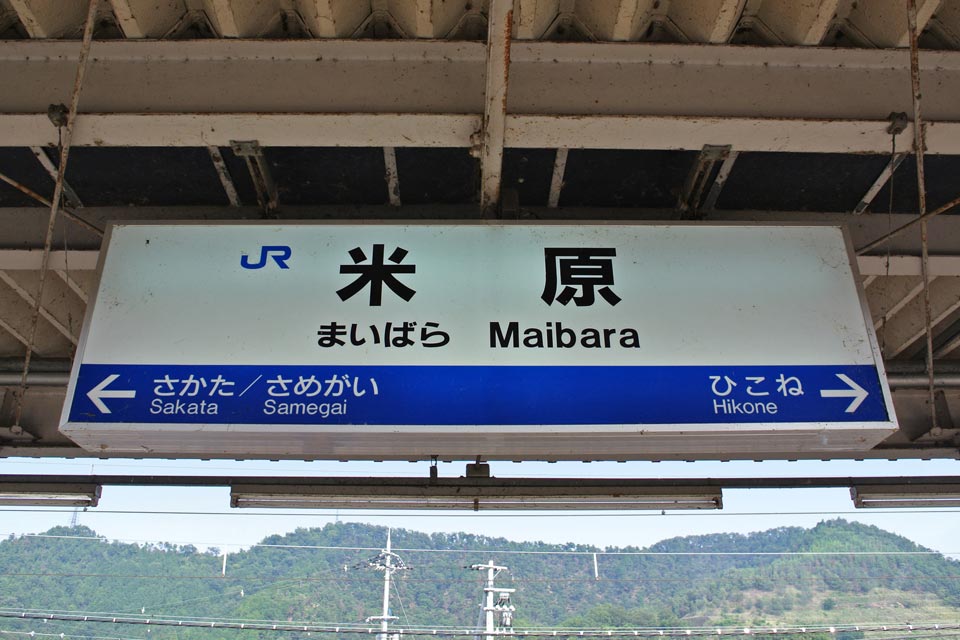 JR 米原
まいばら Maibara
← さかた／さめがい ひこね →
Sakata Samegai Hikone